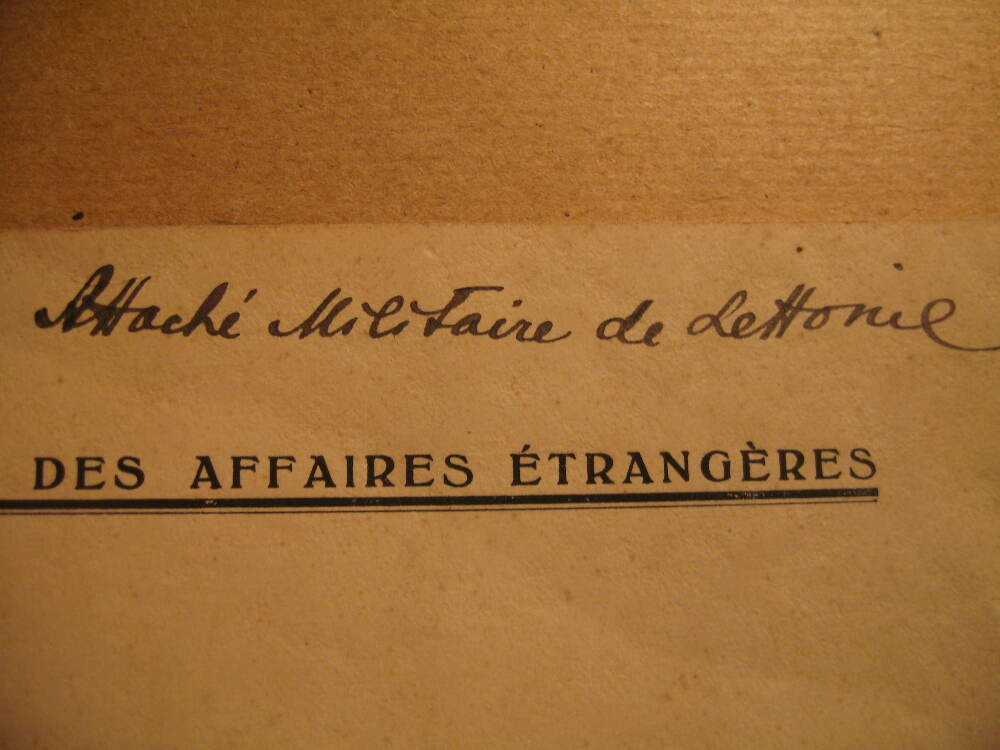 Attaché Militaire de Lettonie
DES AFFAIRES ÉTRANGÈRES